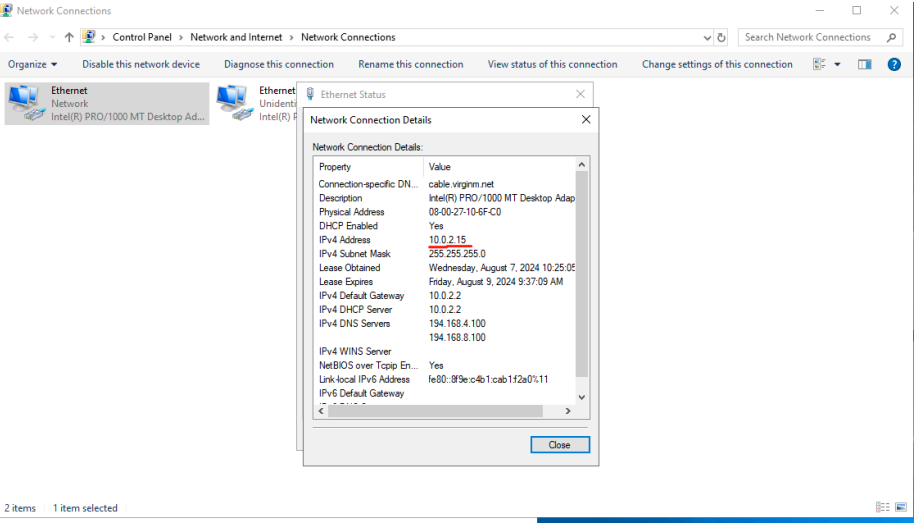 Network Connections
Control Panel › Network and Internet › Network Connections
Search Network Connections
Organize
Disable this network device
Diagnose this connection
Rename this connection
View status of this connection
Change settings of this connection
Ethernet
Network
Intel(R) PRO/1000 MT Desktop Ad...
Ethernet
Unidenti
Intel(R) P
Ethernet Status
Network Connection Details
Network Connection Details:
Property Value
Connection-specific DN... cable.virginm.net
Description Intel(R) PRO/1000 MT Desktop Adap
Physical Address 08-00-27-10-6F-C0
DHCP Enabled Yes
IPv4 Address 10.0.2.15
IPv4 Subnet Mask 255.255.255.0
Lease Obtained Wednesday, August 7, 2024 10:25:05
Lease Expires Friday, August 9, 2024 9:37:09 AM
IPv4 Default Gateway 10.0.2.2
IPv4 DHCP Server 10.0.2.2
IPv4 DNS Servers 194.168.4.100
194.168.8.100
IPv4 WINS Server
NetBIOS over Tcpip En... Yes
Link-local IPv6 Address fe80::8f9e:c4b1:cab1:f2a0%11
IPv6 Default Gateway
Close
2 items
1 item selected